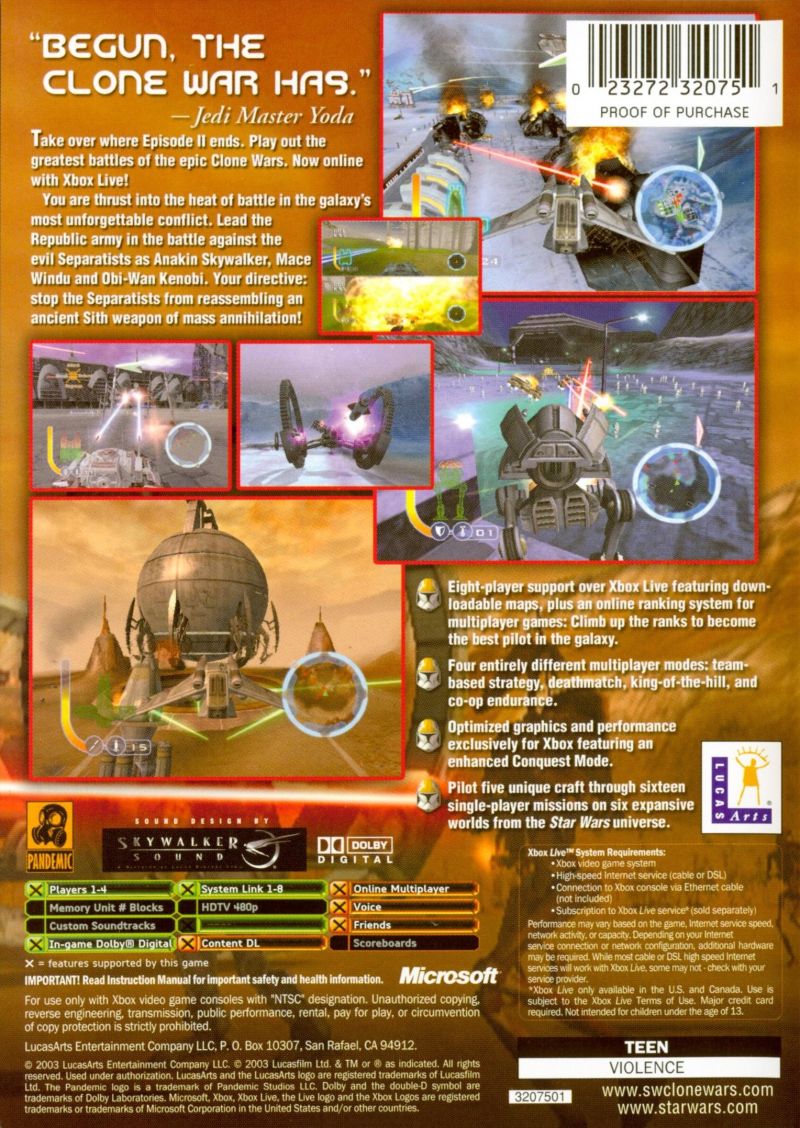 “BEGUN, THE
CLONE WAR HAS.”
— Jedi Master Yoda
Take over where Episode II ends. Play out the
greatest battles of the epic Clone Wars. Now online
with Xbox Live!
You are thrust into the heat of battle in the galaxy’s
most unforgettable conflict. Lead the
Republic army in the battle against the
evil Separatists as Anakin Skywalker, Mace
Windu and Obi-Wan Kenobi. Your directive:
stop the Separatists from reassembling an
ancient Sith weapon of mass annihilation!
0 23272 32075 1
PROOF OF PURCHASE
24
01
15
Eight-player support over Xbox Live featuring down-
loadable maps, plus an online ranking system for
multiplayer games: Climb up the ranks to become
the best pilot in the galaxy.
Four entirely different multiplayer modes: team-
based strategy, deathmatch, king-of-the-hill, and
co-op endurance.
Optimized graphics and performance
exclusively for Xbox featuring an
enhanced Conquest Mode.
Pilot five unique craft through sixteen
single-player missions on six expansive
worlds from the Star Wars universe.
LUCAS Arts ®
PANDEMIC
SOUND DESIGN BY
SKYWALKER
SOUND
DOLBY
DIGITAL
X Players 1-4
X System Link 1-8
X Online Multiplayer
Memory Unit # Blocks
HDTV 480p
X Voice
Custom Soundtracks
X Friends
X In-game Dolby® Digital
X Content DL
Scoreboards
X = features supported by this game
IMPORTANT! Read Instruction Manual for important safety and health information.
Microsoft®
For use only with Xbox video game consoles with "NTSC" designation. Unauthorized copying,
reverse engineering, transmission, public performance, rental, pay for play, or circumvention
of copy protection is strictly prohibited.
LucasArts Entertainment Company LLC, P. O. Box 10307, San Rafael, CA 94912.
© 2003 LucasArts Entertainment Company LLC. © 2003 Lucasfilm Ltd. & TM or ® as indicated. All rights
reserved. Used under authorization. LucasArts and the LucasArts logo are registered trademarks of Lucasfilm
Ltd. The Pandemic logo is a trademark of Pandemic Studios LLC. Dolby and the double-D symbol are
trademarks of Dolby Laboratories. Microsoft, Xbox, Xbox Live, the Live logo and the Xbox Logos are registered
trademarks or trademarks of Microsoft Corporation in the United States and/or other countries.
Xbox Live™ System Requirements:
• Xbox video game system
• High-speed Internet service (cable or DSL)
• Connection to Xbox console via Ethernet cable
(not included)
• Subscription to Xbox Live service* (sold separately)
Performance may vary based on the game, Internet service speed,
network activity, or capacity. Depending on your Internet
service connection or network configuration, additional hardware
may be required. While most cable or DSL high speed Internet
services will work with Xbox Live, some may not - check with your
service provider.
*Xbox Live only available in the U.S. and Canada. Use is
subject to the Xbox Live Terms of Use. Major credit card
required. Not intended for children under the age of 13.
TEEN
VIOLENCE
3207501
www.swclonewars.com
www.starwars.com